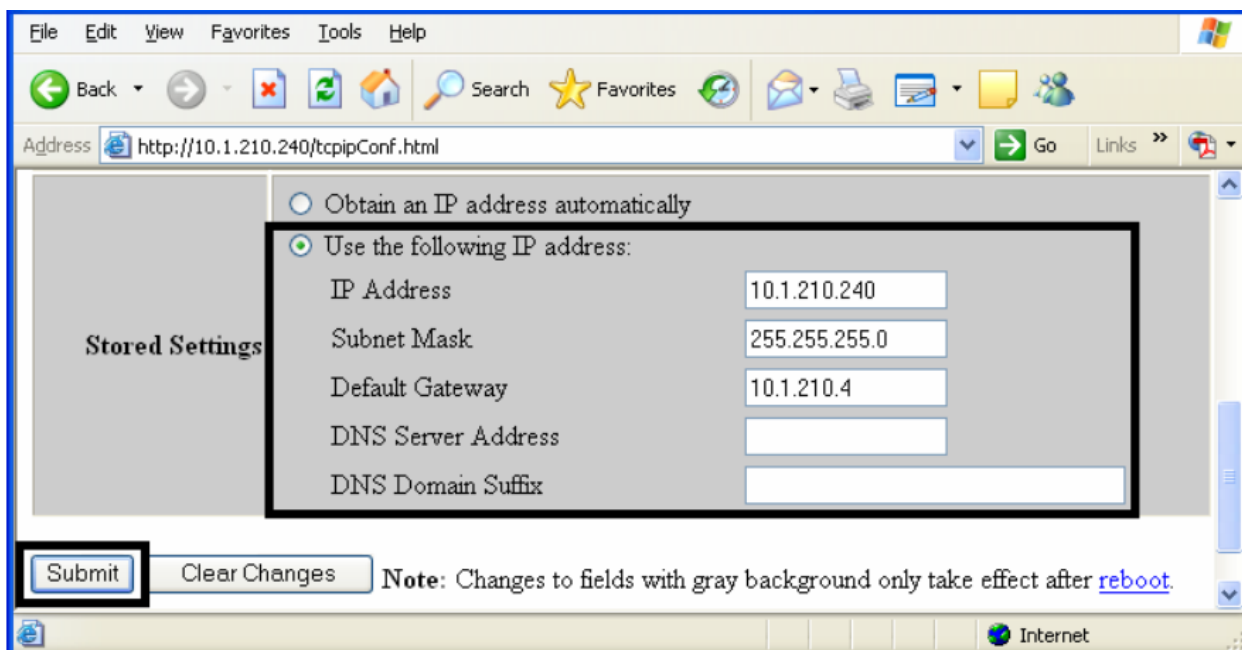 File Edit View Favorites Tools Help
Back Search Favorites
Address http://10.1.210.240/tcpipConf.html Go Links »
Obtain an IP address automatically
Use the following IP address:
IP Address 10.1.210.240
Subnet Mask 255.255.255.0
Stored Settings
Default Gateway 10.1.210.4
DNS Server Address
DNS Domain Suffix
Submit Clear Changes Note: Changes to fields with gray background only take effect after reboot.
Internet